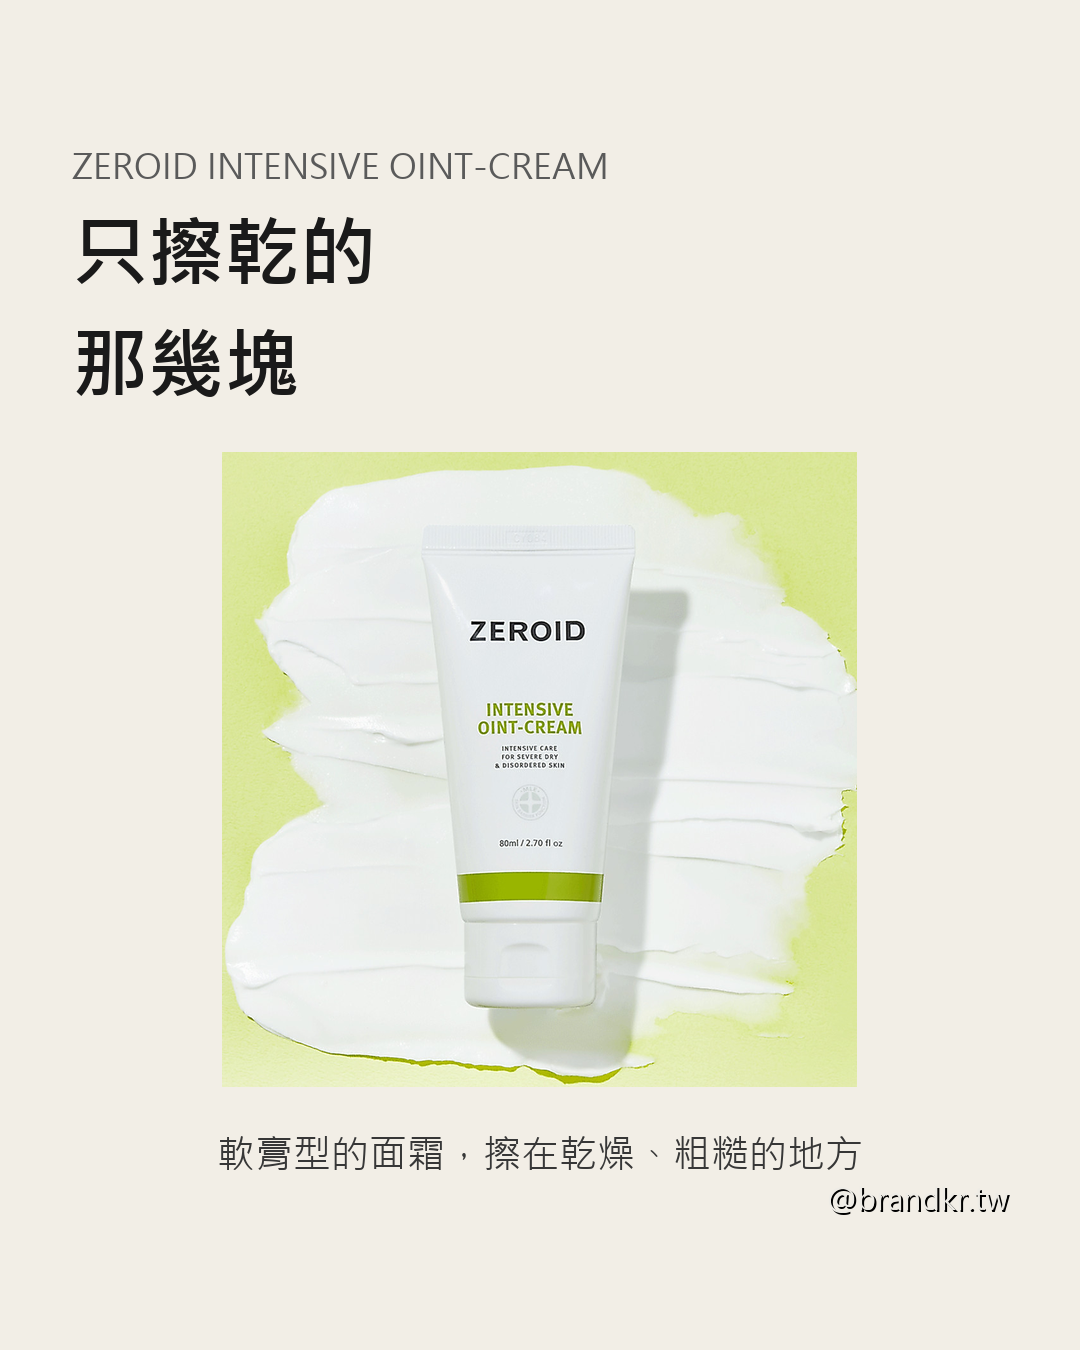 ZEROID INTENSIVE OINT-CREAM
只擦乾的
那幾塊
ZEROID
INTENSIVE
OINT-CREAM
INTENSIVE CARE
FOR SEVERE DRY
& DISORDERED SKIN
80ml / 2.70 fl oz
軟膏型的面霜，擦在乾燥、粗糙的地方
@brandkr.tw